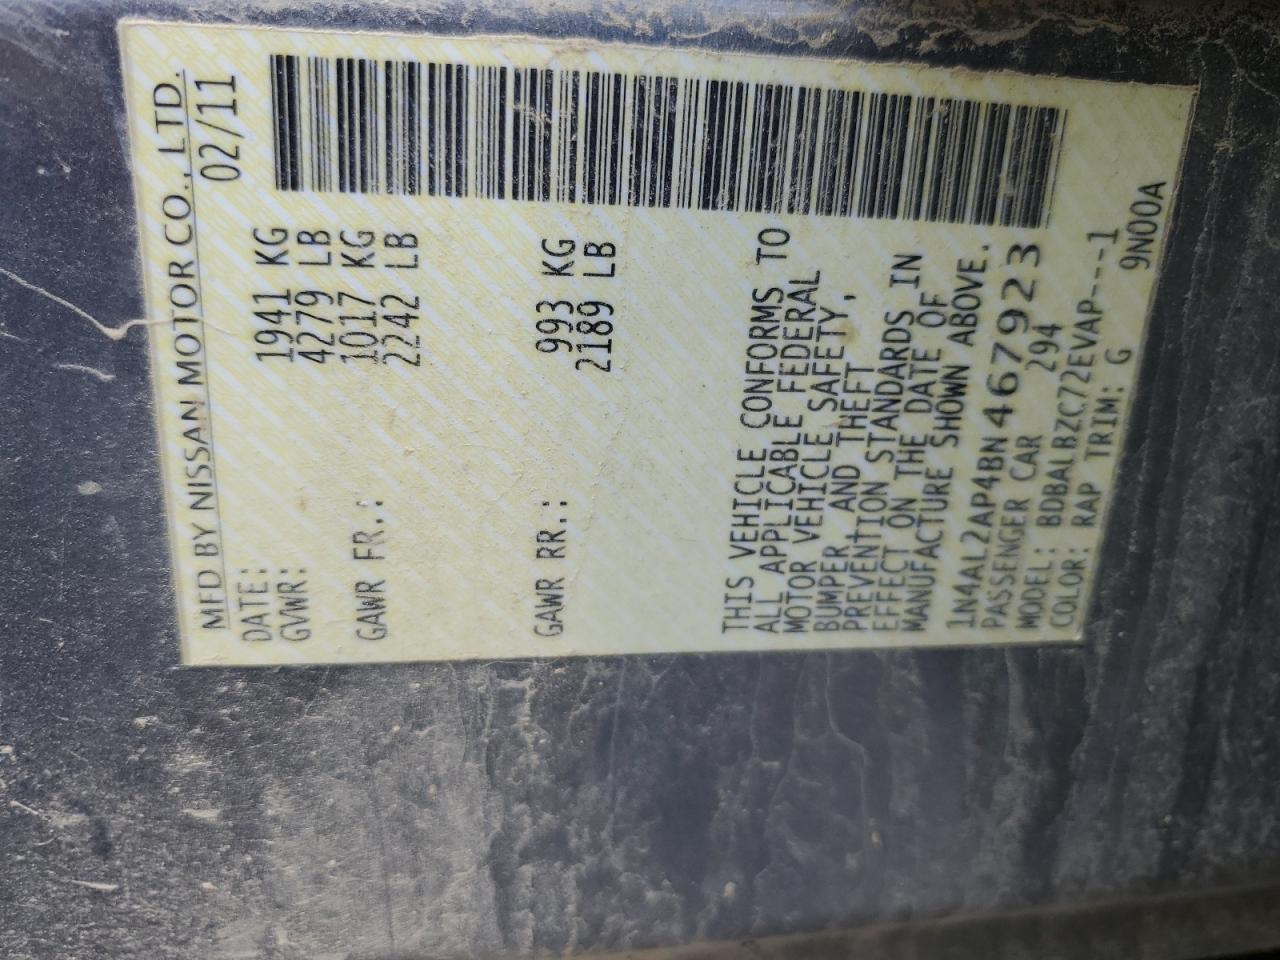 MFD BY NISSAN MOTOR CO., LTD.
DATE: 02/11
GVWR: 1941 KG
4279 LB
GAWR FR.: 1017 KG
2242 LB
GAWR RR.: 993 KG
2189 LB
THIS VEHICLE CONFORMS TO
ALL APPLICABLE FEDERAL
MOTOR VEHICLE SAFETY,
BUMPER AND THEFT
PREVENTION STANDARDS IN
EFFECT ON THE DATE OF
MANUFACTURE SHOWN ABOVE.
1N4AL2AP4BN467923
PASSENGER CAR 294
MODEL: BDBALBZC72EVAP---1
COLOR: RAP TRIM: G 9N00A